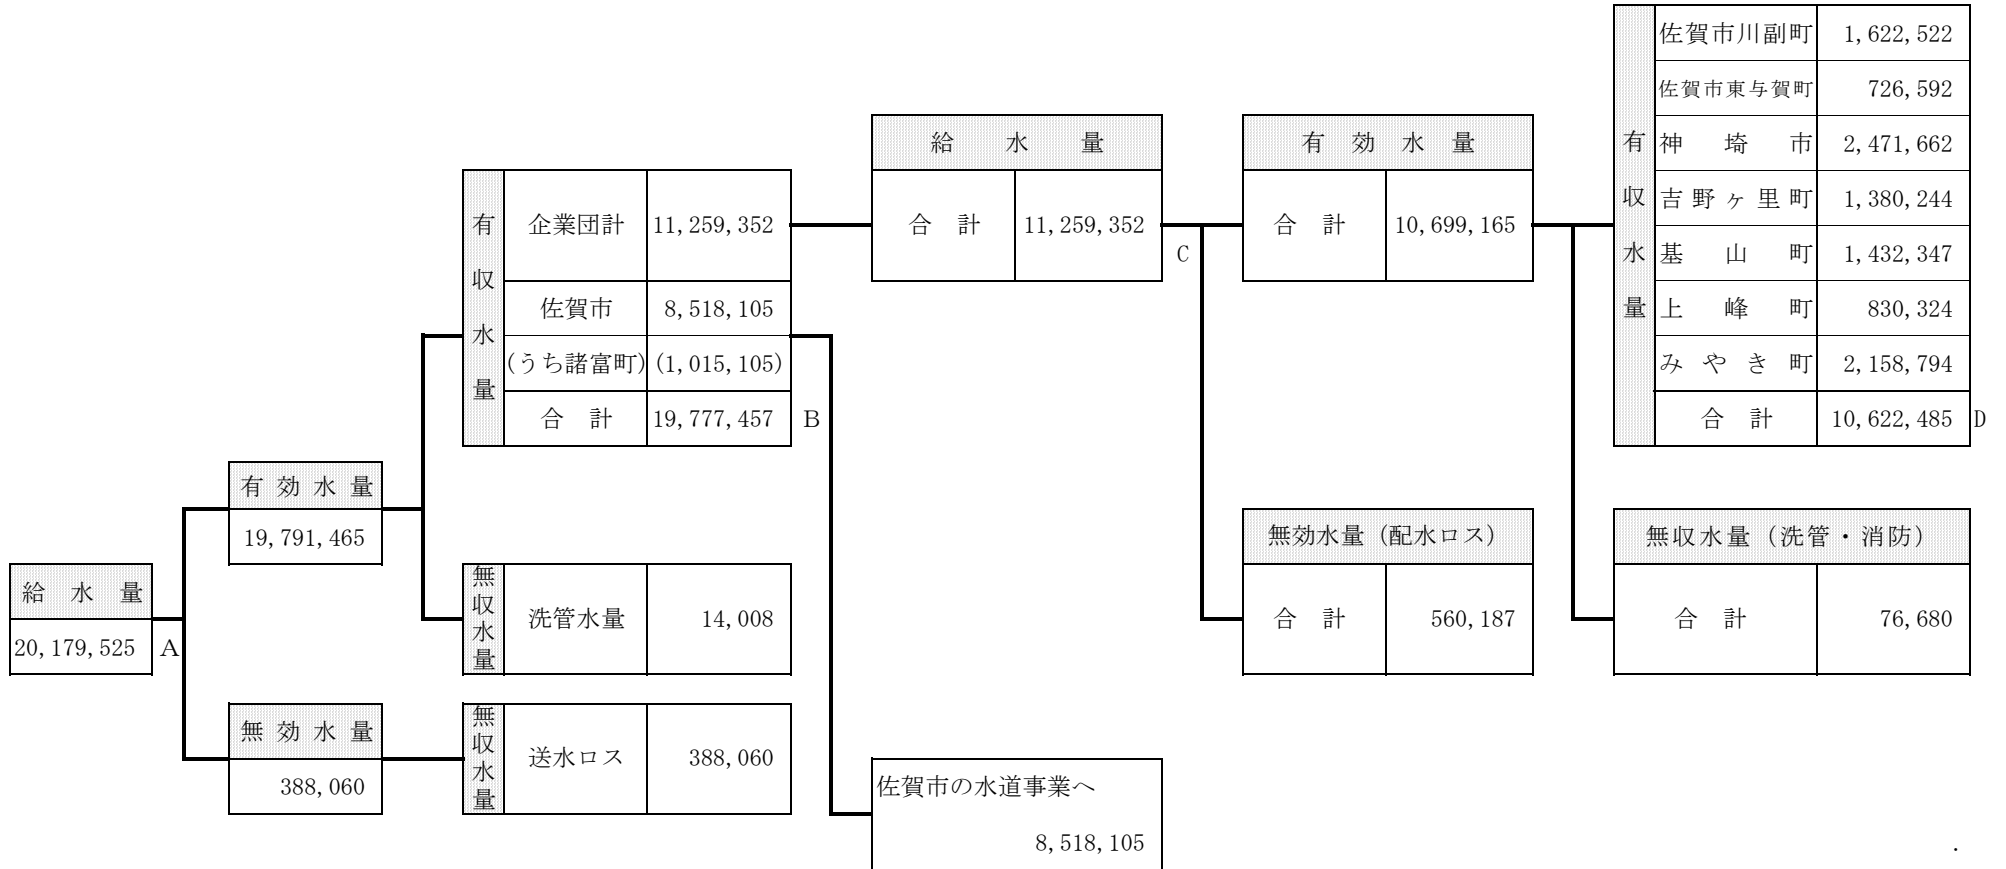 給水量
20,179,525 A
有効水量
19,791,465
無効水量
388,060
有収水量
企業団計 11,259,352
佐賀市 8,518,105
(うち諸富町) (1,015,105)
合計 19,777,457 B
無収水量
洗管水量 14,008
無収水量
送水ロス 388,060
給水量
合計 11,259,352
C
佐賀市の水道事業へ
8,518,105
有効水量
合計 10,699,165
無効水量（配水ロス）
合計 560,187
有収水量
佐賀市川副町 1,622,522
佐賀市東与賀町 726,592
神埼市 2,471,662
吉野ヶ里町 1,380,244
基山町 1,432,347
上峰町 830,324
みやき町 2,158,794
合計 10,622,485 D
無収水量（洗管・消防）
合計 76,680
.